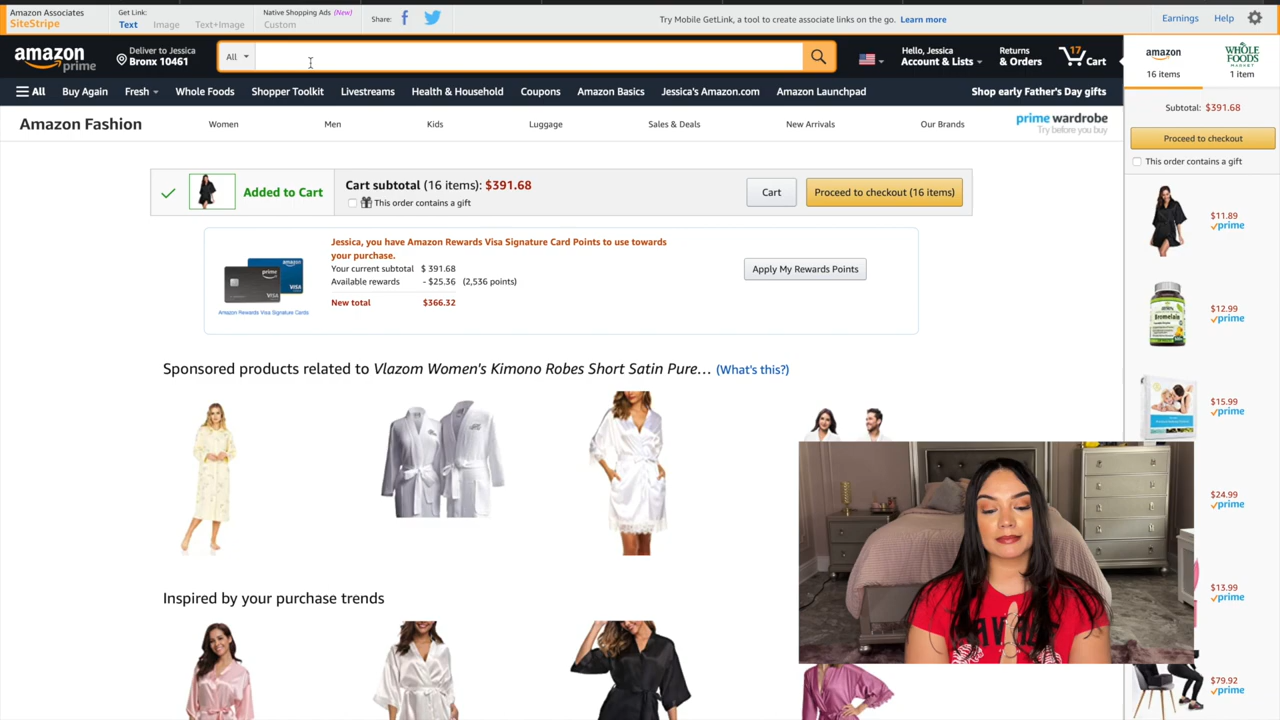 Amazon Associates
SiteStripe
Get Link:
Text Image Text+Image
Native Shopping Ads (New)
Custom
Share:
Try Mobile GetLink, a tool to create associate links on the go. Learn more
Earnings Help
amazon
prime
Deliver to Jessica
Bronx 10461
All
Hello, Jessica
Account & Lists
Returns
& Orders
17
Cart
All Buy Again Fresh Whole Foods Shopper Toolkit Livestreams Health & Household Coupons Amazon Basics Jessica's Amazon.com Amazon Launchpad Shop early Father's Day gifts
Amazon Fashion Women Men Kids Luggage Sales & Deals New Arrivals Our Brands
prime wardrobe
Try before you buy
Added to Cart
Cart subtotal (16 items): $391.68
This order contains a gift
Cart
Proceed to checkout (16 items)
Jessica, you have Amazon Rewards Visa Signature Card Points to use towards
your purchase.
Your current subtotal $ 391.68
Available rewards - $25.36 (2,536 points)
New total $366.32
Apply My Rewards Points
Amazon Rewards Visa Signature Cards
Sponsored products related to Vlazom Women's Kimono Robes Short Satin Pure... (What's this?)
Inspired by your purchase trends
amazon
16 items
WHOLE
FOODS
MARKET
1 item
Subtotal: $391.68
Proceed to checkout
This order contains a gift
$11.89
prime
Bromelain
$12.99
prime
$15.99
prime
$24.99
prime
$13.99
prime
$79.92
prime